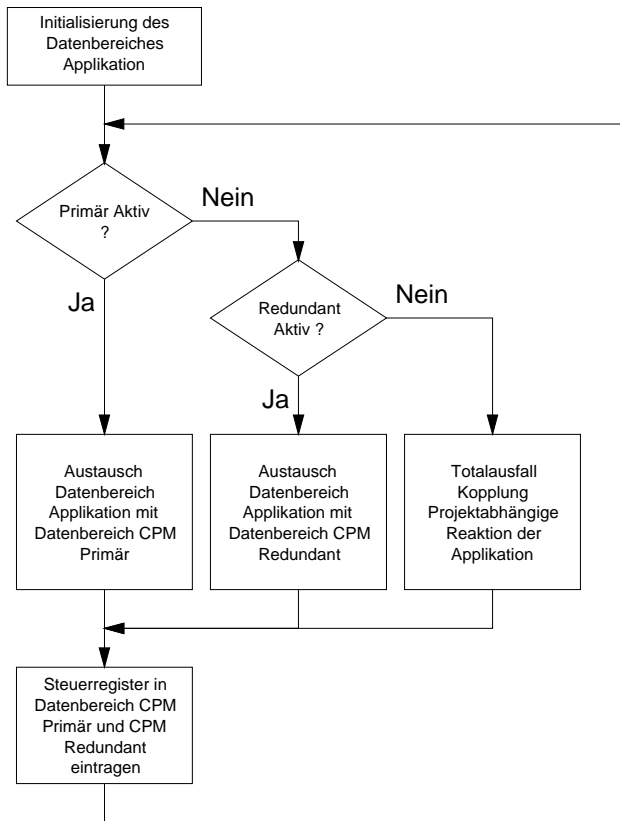 Initialisierung des
Datenbereiches
Applikation
Nein
Primär Aktiv
?
Ja
Nein
Redundant
Aktiv ?
Ja
Austausch
Datenbereich
Applikation mit
Datenbereich CPM
Primär
Austausch
Datenbereich
Applikation mit
Datenbereich CPM
Redundant
Totalausfall
Kopplung
Projektabhängige
Reaktion der
Applikation
Steuerregister in
Datenbereich CPM
Primär und CPM
Redundant
eintragen